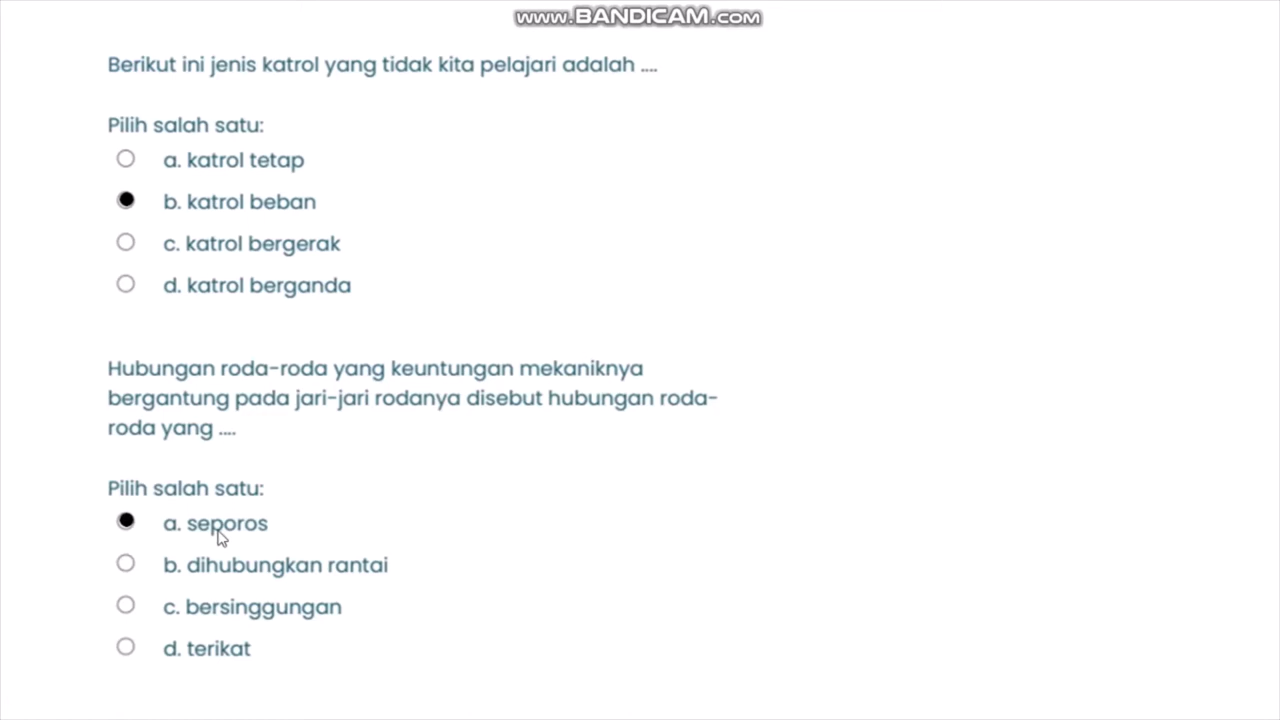 www.BANDICAM.com
Berikut ini jenis katrol yang tidak kita pelajari adalah ....
Pilih salah satu:
a. katrol tetap
b. katrol beban
c. katrol bergerak
d. katrol berganda
Hubungan roda-roda yang keuntungan mekaniknya
bergantung pada jari-jari rodanya disebut hubungan roda-
roda yang ....
Pilih salah satu:
a. seporos
b. dihubungkan rantai
c. bersinggungan
d. terikat